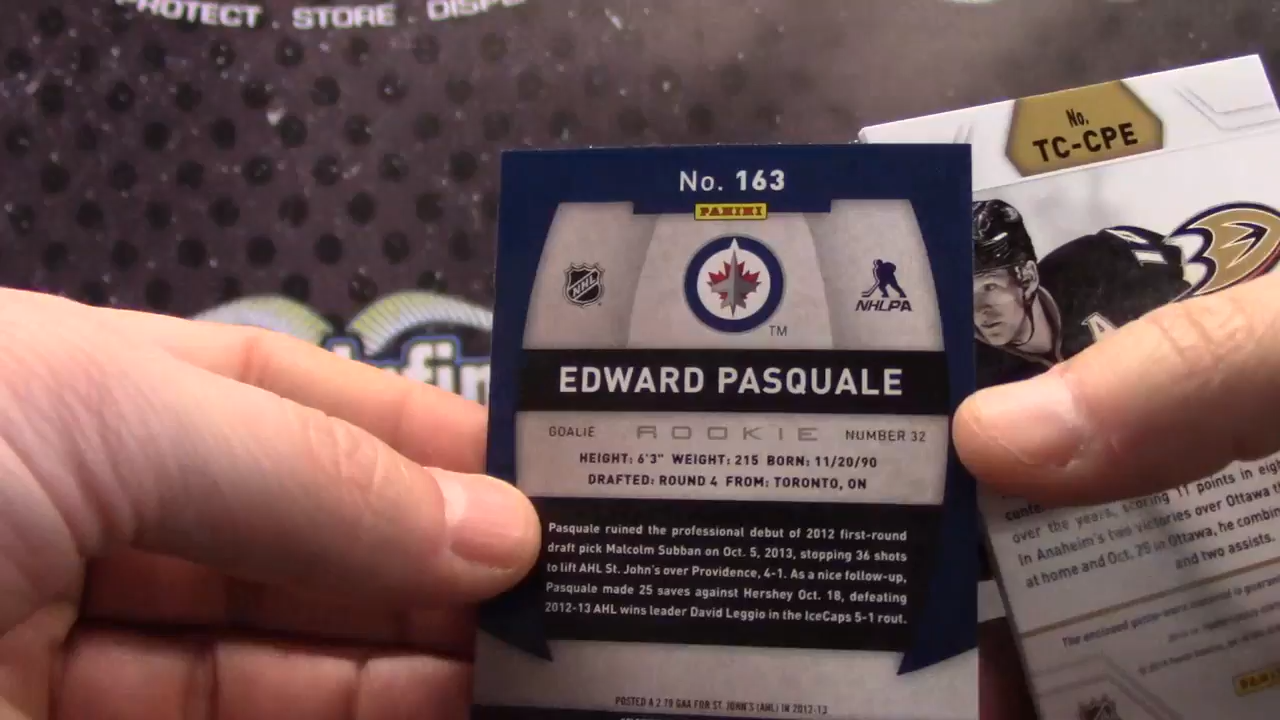 PROTECT . STORE .
No. 163
PANINI
NHL
NHLPA
TM
EDWARD PASQUALE
GOALIE ROOKIE NUMBER 32
HEIGHT: 6'3" WEIGHT: 215 BORN: 11/20/90
DRAFTED: ROUND 4 FROM: TORONTO, ON
Pasquale ruined the professional debut of 2012 first-round
draft pick Malcolm Subban on Oct. 5, 2013, stopping 36 shots
to lift AHL St. John's over Providence, 4-1. As a nice follow-up,
Pasquale made 25 saves against Hershey Oct. 18, defeating
2012-13 AHL wins leader David Leggio in the IceCaps 5-1 rout.
POSTED A 2.79 GAA FOR ST. JOHN'S (AHL) IN 2012-13
No.
TC-CPE
A
points in
over the years, scoring 11
in Anaheim's two victories over Ottawa
at home and Oct. 25 in Ottawa, he
and two assists.
The enclosed